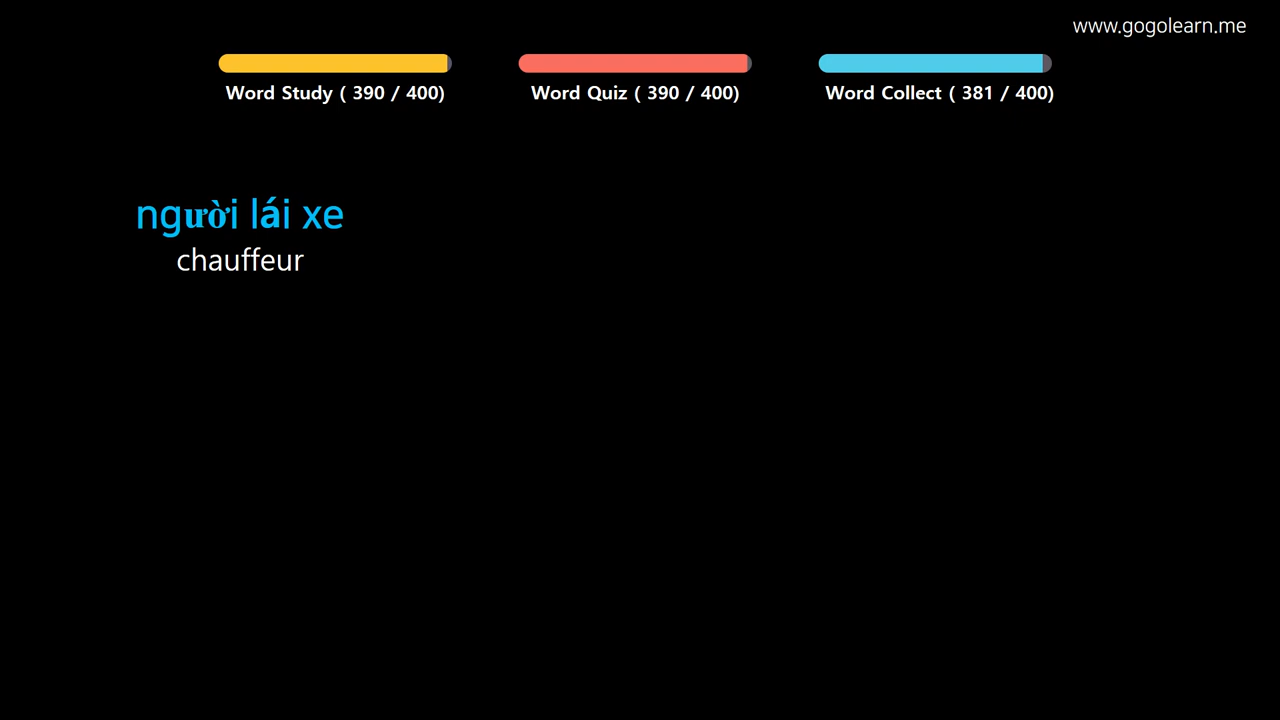 www.gogolearn.me
Word Study ( 390 / 400)
Word Quiz ( 390 / 400)
Word Collect ( 381 / 400)
người lái xe
chauffeur